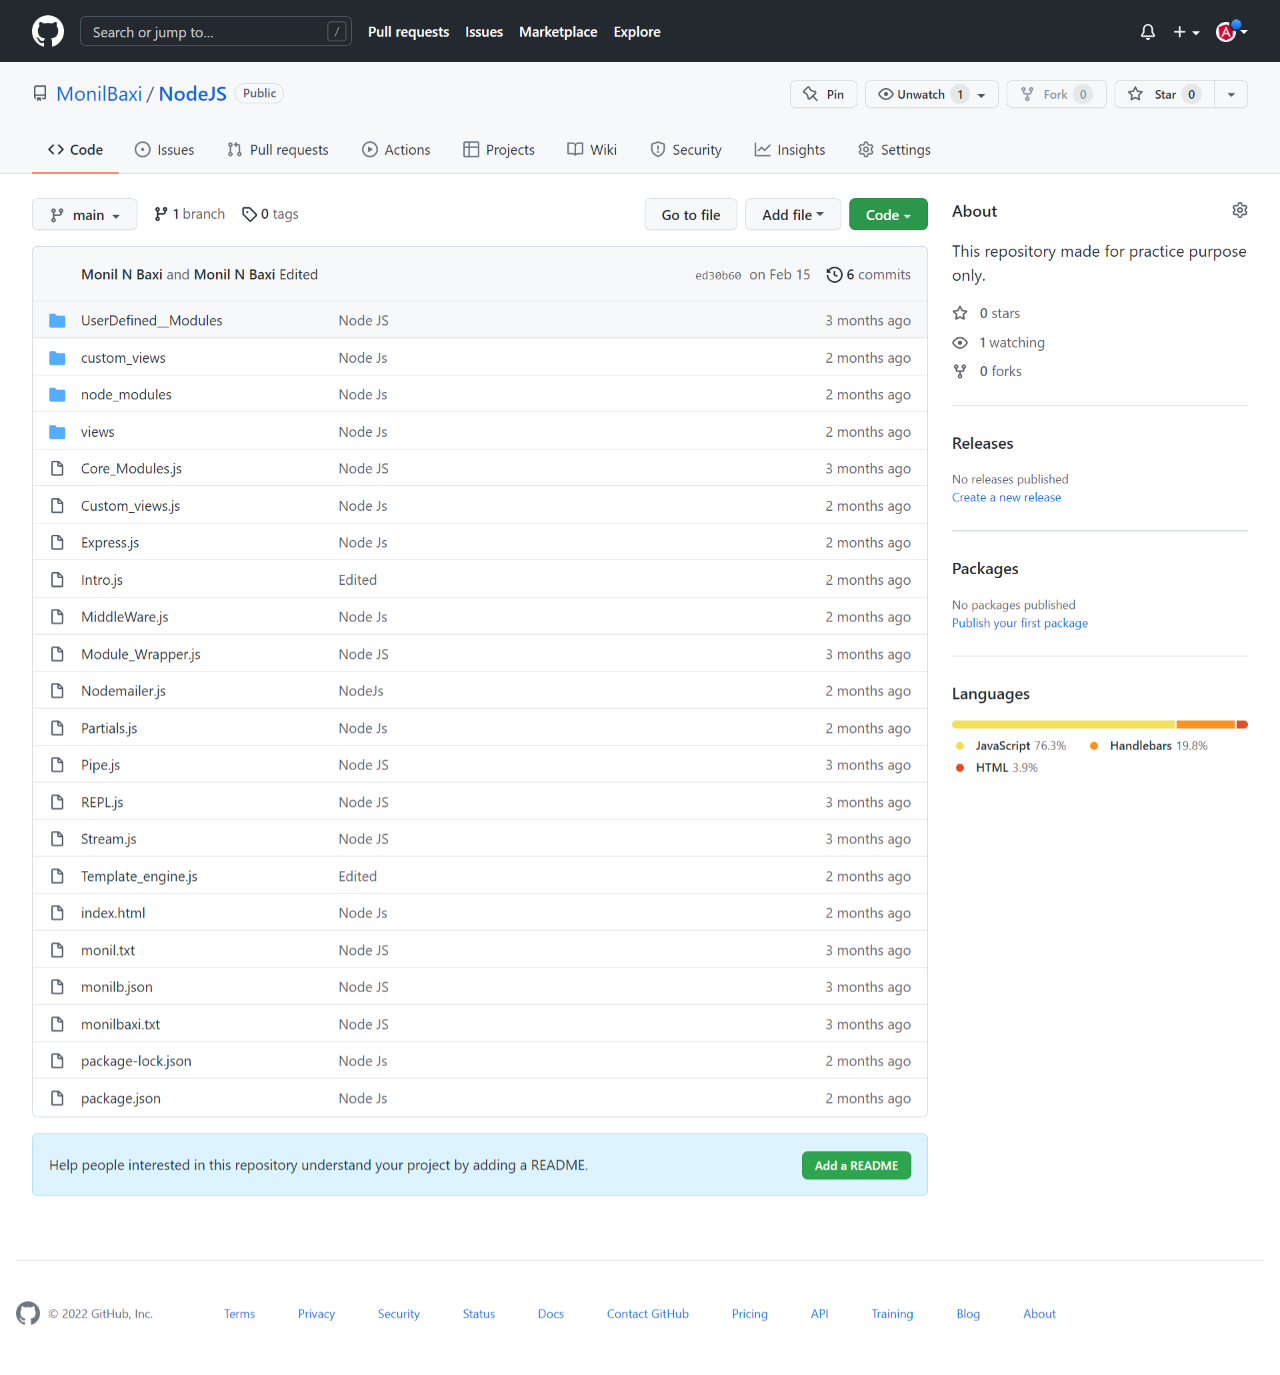 Search or jump to... /
Pull requests Issues Marketplace Explore
MonilBaxi / NodeJS Public
Pin Unwatch 1 Fork 0 Star 0
Code Issues Pull requests Actions Projects Wiki Security Insights Settings
main 1 branch 0 tags Go to file Add file Code
Monil N Baxi and Monil N Baxi Edited ed30b60 on Feb 15 6 commits
UserDefined__Modules Node JS 3 months ago
custom_views Node Js 2 months ago
node_modules Node Js 2 months ago
views Node Js 2 months ago
Core_Modules.js Node JS 3 months ago
Custom_views.js Node Js 2 months ago
Express.js Node Js 2 months ago
Intro.js Edited 2 months ago
MiddleWare.js Node Js 2 months ago
Module_Wrapper.js Node JS 3 months ago
Nodemailer.js NodeJs 2 months ago
Partials.js Node Js 2 months ago
Pipe.js Node JS 3 months ago
REPL.js Node JS 3 months ago
Stream.js Node JS 3 months ago
Template_engine.js Edited 2 months ago
index.html Node Js 2 months ago
monil.txt Node JS 3 months ago
monilb.json Node JS 3 months ago
monilbaxi.txt Node JS 3 months ago
package-lock.json Node Js 2 months ago
package.json Node Js 2 months ago
Help people interested in this repository understand your project by adding a README. Add a README
About
This repository made for practice purpose
only.
0 stars
1 watching
0 forks
Releases
No releases published
Create a new release
Packages
No packages published
Publish your first package
Languages
JavaScript 76.3% Handlebars 19.8%
HTML 3.9%
© 2022 GitHub, Inc. Terms Privacy Security Status Docs Contact GitHub Pricing API Training Blog About